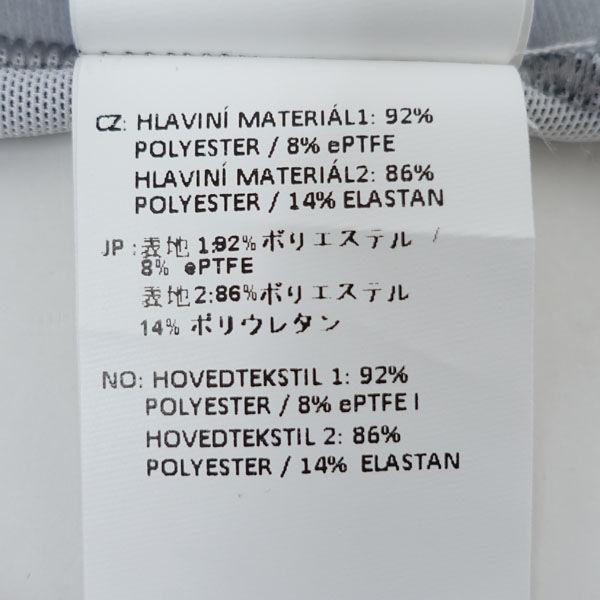 CZ: HLAVINÍ MATERIÁL1: 92%
POLYESTER / 8% ePTFE
HLAVINÍ MATERIÁL2: 86%
POLYESTER / 14% ELASTAN
JP : 表地 1:92% ポリエステル /
8% ePTFE
表地 2:86%ポリエステル
14% ポリウレタン
NO: HOVEDTEKSTIL 1: 92%
POLYESTER / 8% ePTFE I
HOVEDTEKSTIL 2: 86%
POLYESTER / 14% ELASTAN